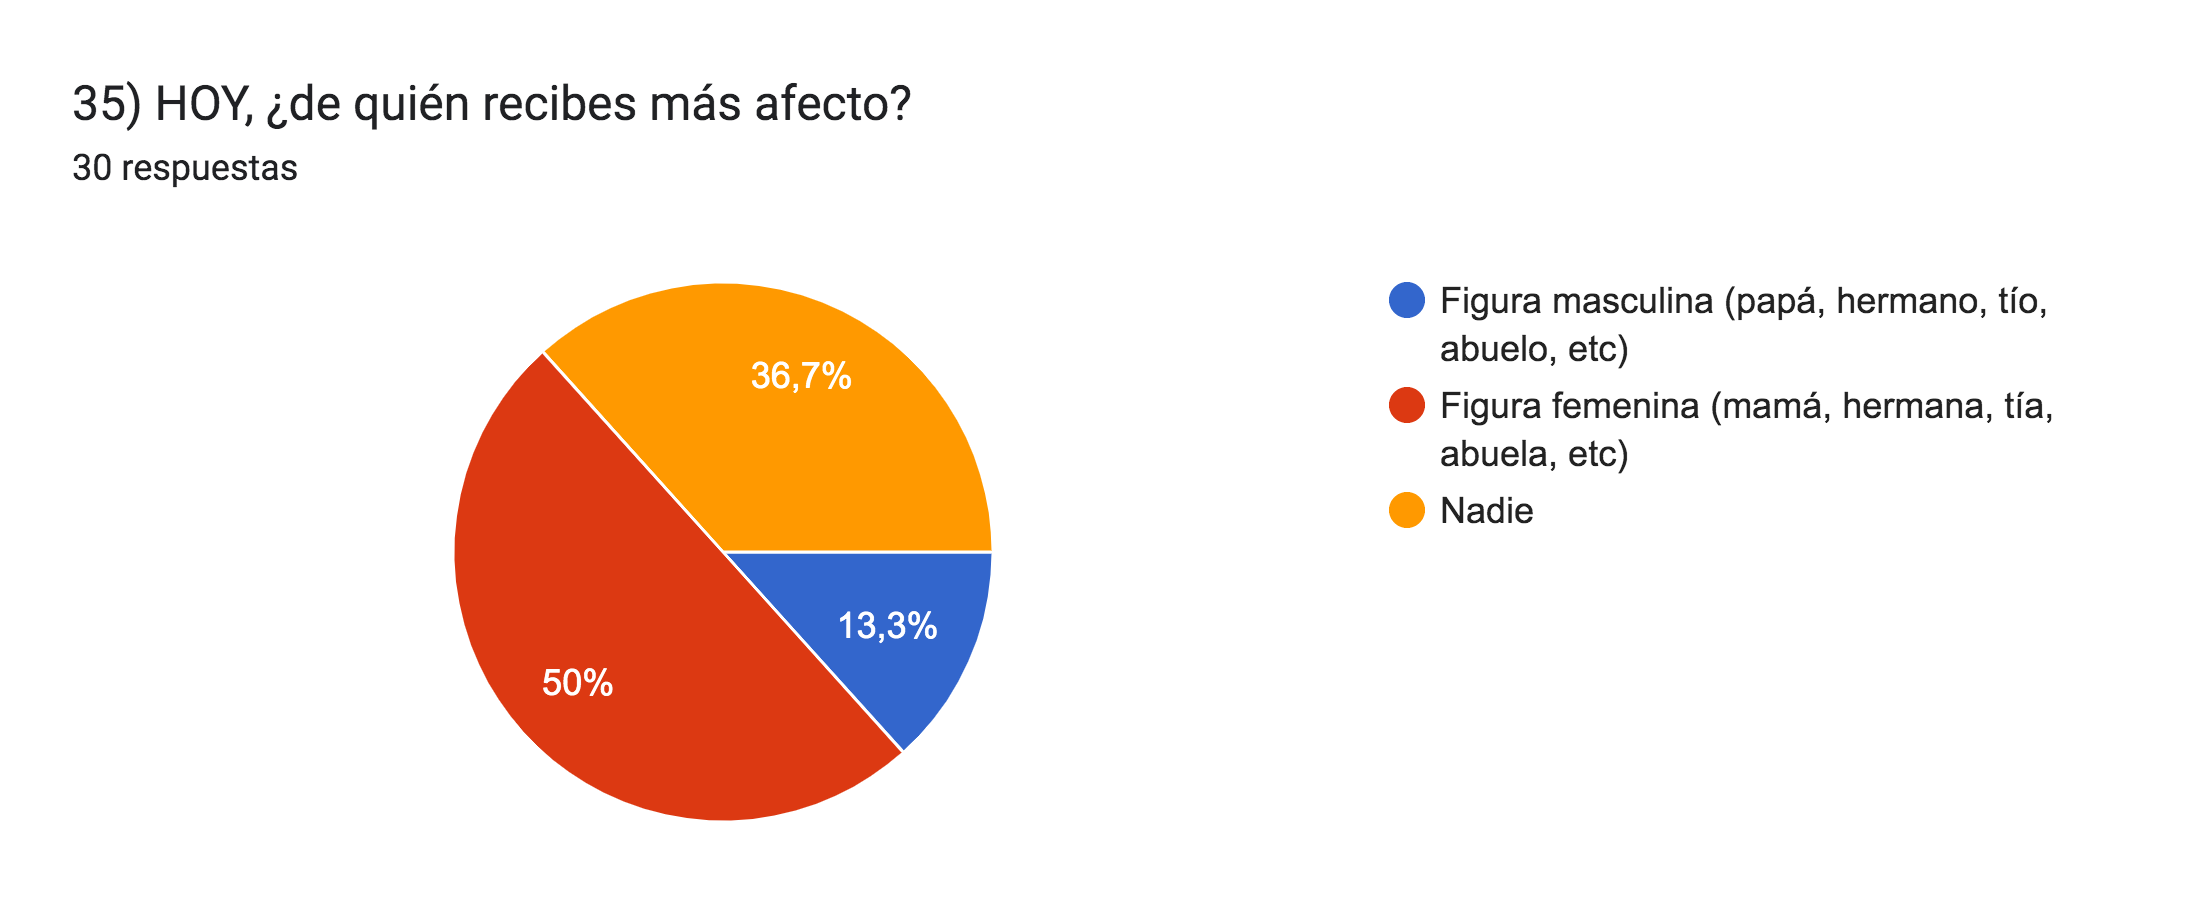 35) HOY, ¿de quién recibes más afecto?
30 respuestas
36,7%
13,3%
50%
Figura masculina (papá, hermano, tío,
abuelo, etc)
Figura femenina (mamá, hermana, tía,
abuela, etc)
Nadie